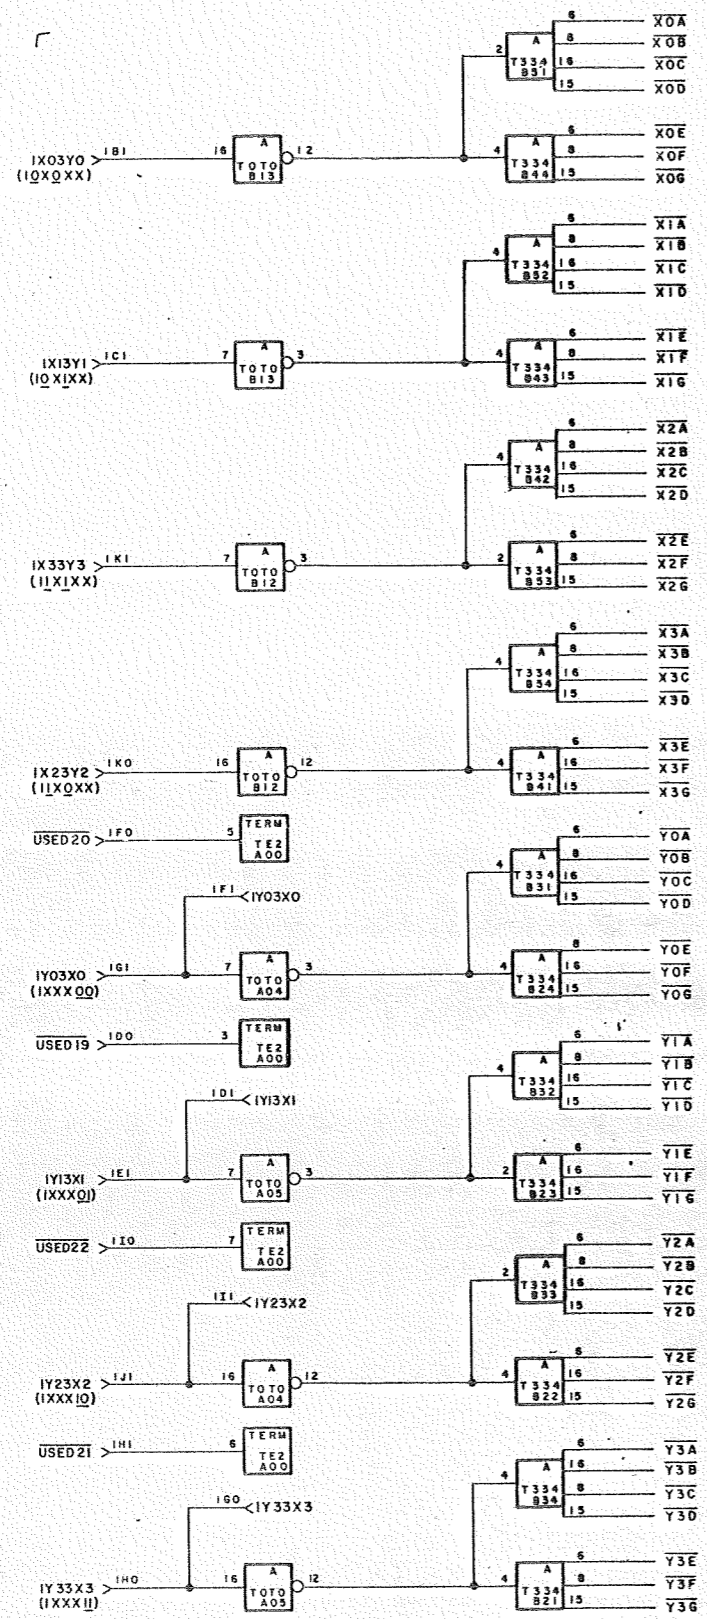 6 X0A
A 8 X0B
2 T334 16 X0C
B51 15 X0D
6 X0E
1X03Y0 1B1 16 A 12 4 A 8 X0F
(10X0XX) TOTO T334 15 X0G
B13 B44
6 X1A
A 8 X1B
4 T334 16 X1C
B52 15 X1D
6 X1E
1X13Y1 1C1 7 A 3 4 A 8 X1F
(10X1XX) TOTO T334 15 X1G
B13 B43
6 X2A
A 8 X2B
4 T334 16 X2C
B42 15 X2D
6 X2E
1X33Y3 1K1 7 A 3 2 A 8 X2F
(11X1XX) TOTO T334 15 X2G
B12 B53
6 X3A
A 8 X3B
4 T334 16 X3C
B54 15 X3D
6 X3E
1X23Y2 1K0 16 A 12 4 A 16 X3F
(11X0XX) TOTO T334 15 X3G
B12 B41
USED20 1F0 5 TERM
TE2
A00
6 Y0A
A 8 Y0B
4 T334 16 Y0C
B31 15 Y0D
1F1 1Y03X0
8 Y0E
1Y03X0 1G1 7 A 3 4 A 16 Y0F
(1XXX00) TOTO T334 15 Y0G
A04 B24
USED19 1D0 3 TERM
TE2
A00
6 Y1A
A 8 Y1B
4 T334 16 Y1C
B32 15 Y1D
1D1 1Y13X1
6 Y1E
1Y13X1 1E1 7 A 3 2 A 16 Y1F
(1XXX01) TOTO T334 15 Y1G
A05 B23
USED22 1I0 7 TERM
TE2
A00
6 Y2A
A 8 Y2B
2 T334 16 Y2C
B33 15 Y2D
1I1 1Y23X2
6 Y2E
1Y23X2 1J1 16 A 12 4 A 16 Y2F
(1XXX10) TOTO T334 15 Y2G
A04 B22
USED21 1H1 6 TERM
TE2
A00
6 Y3A
A 16 Y3B
4 T334 8 Y3C
B34 15 Y3D
1G0 1Y33X3
6 Y3E
1Y33X3 1H0 16 A 12 4 A 8 Y3F
(1XXX11) TOTO T334 15 Y3G
A05 B21